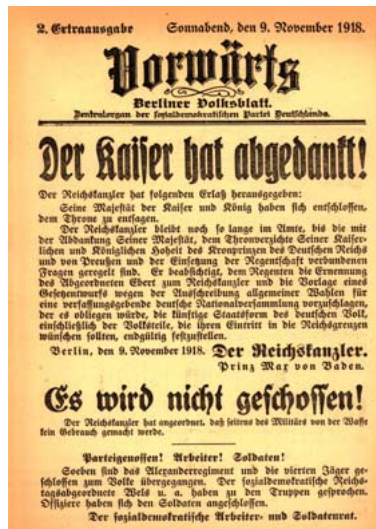 2. Extraausgabe Sonnabend, den 9. November 1918.
Vorwärts
Berliner Volksblatt.
Zentralorgan der sozialdemokratischen Partei Deutschlands.
Der Kaiser hat abgedankt!
Der Reichskanzler hat folgenden Erlaß herausgegeben:
Seine Majestät der Kaiser und König haben sich entschlossen,
dem Throne zu entsagen.
Der Reichskanzler bleibt noch so lange im Amte, bis die mit
der Abdankung Seiner Majestät, dem Thronverzichte Seiner Kaiser-
lichen und Königlichen Hoheit des Kronprinzen des Deutschen Reichs
und von Preußen und der Einsetzung der Regentschaft verbundenen
Fragen geregelt sind. Er beabsichtigt, dem Regenten die Ernennung
des Abgeordneten Ebert zum Reichskanzler und die Vorlage eines
Gesetzentwurfs wegen der Ausschreibung allgemeiner Wahlen für
eine verfassungsgebende deutsche Nationalversammlung vorzuschlagen,
der es obliegen würde, die künftige Staatsform des deutschen Volk,
einschließlich der Volksteile, die ihren Eintritt in die Reichsgrenzen
wünschen sollten, endgültig festzustellen.
Berlin, den 9. November 1918. Der Reichskanzler.
Prinz Max von Baden.
Es wird nicht geschossen!
Der Reichskanzler hat angeordnet, daß seitens des Militärs von der Waffe
kein Gebrauch gemacht werde.
Parteigenossen! Arbeiter! Soldaten!
Soeben sind das Alexanderregiment und die vierten Jäger ge-
schlossen zum Volke übergegangen. Der sozialdemokratische Reichs-
tagsabgeordnete Wels u. a. haben zu den Truppen gesprochen.
Offiziere haben sich den Soldaten angeschlossen.
Der sozialdemokratische Arbeiter- und Soldatenrat.